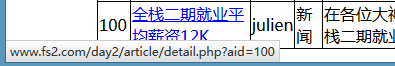 100
全栈二期就业平
均薪资12K
julien
新
闻
在各位大神
栈二期就业
www.fs2.com/day2/article/detail.php?aid=100